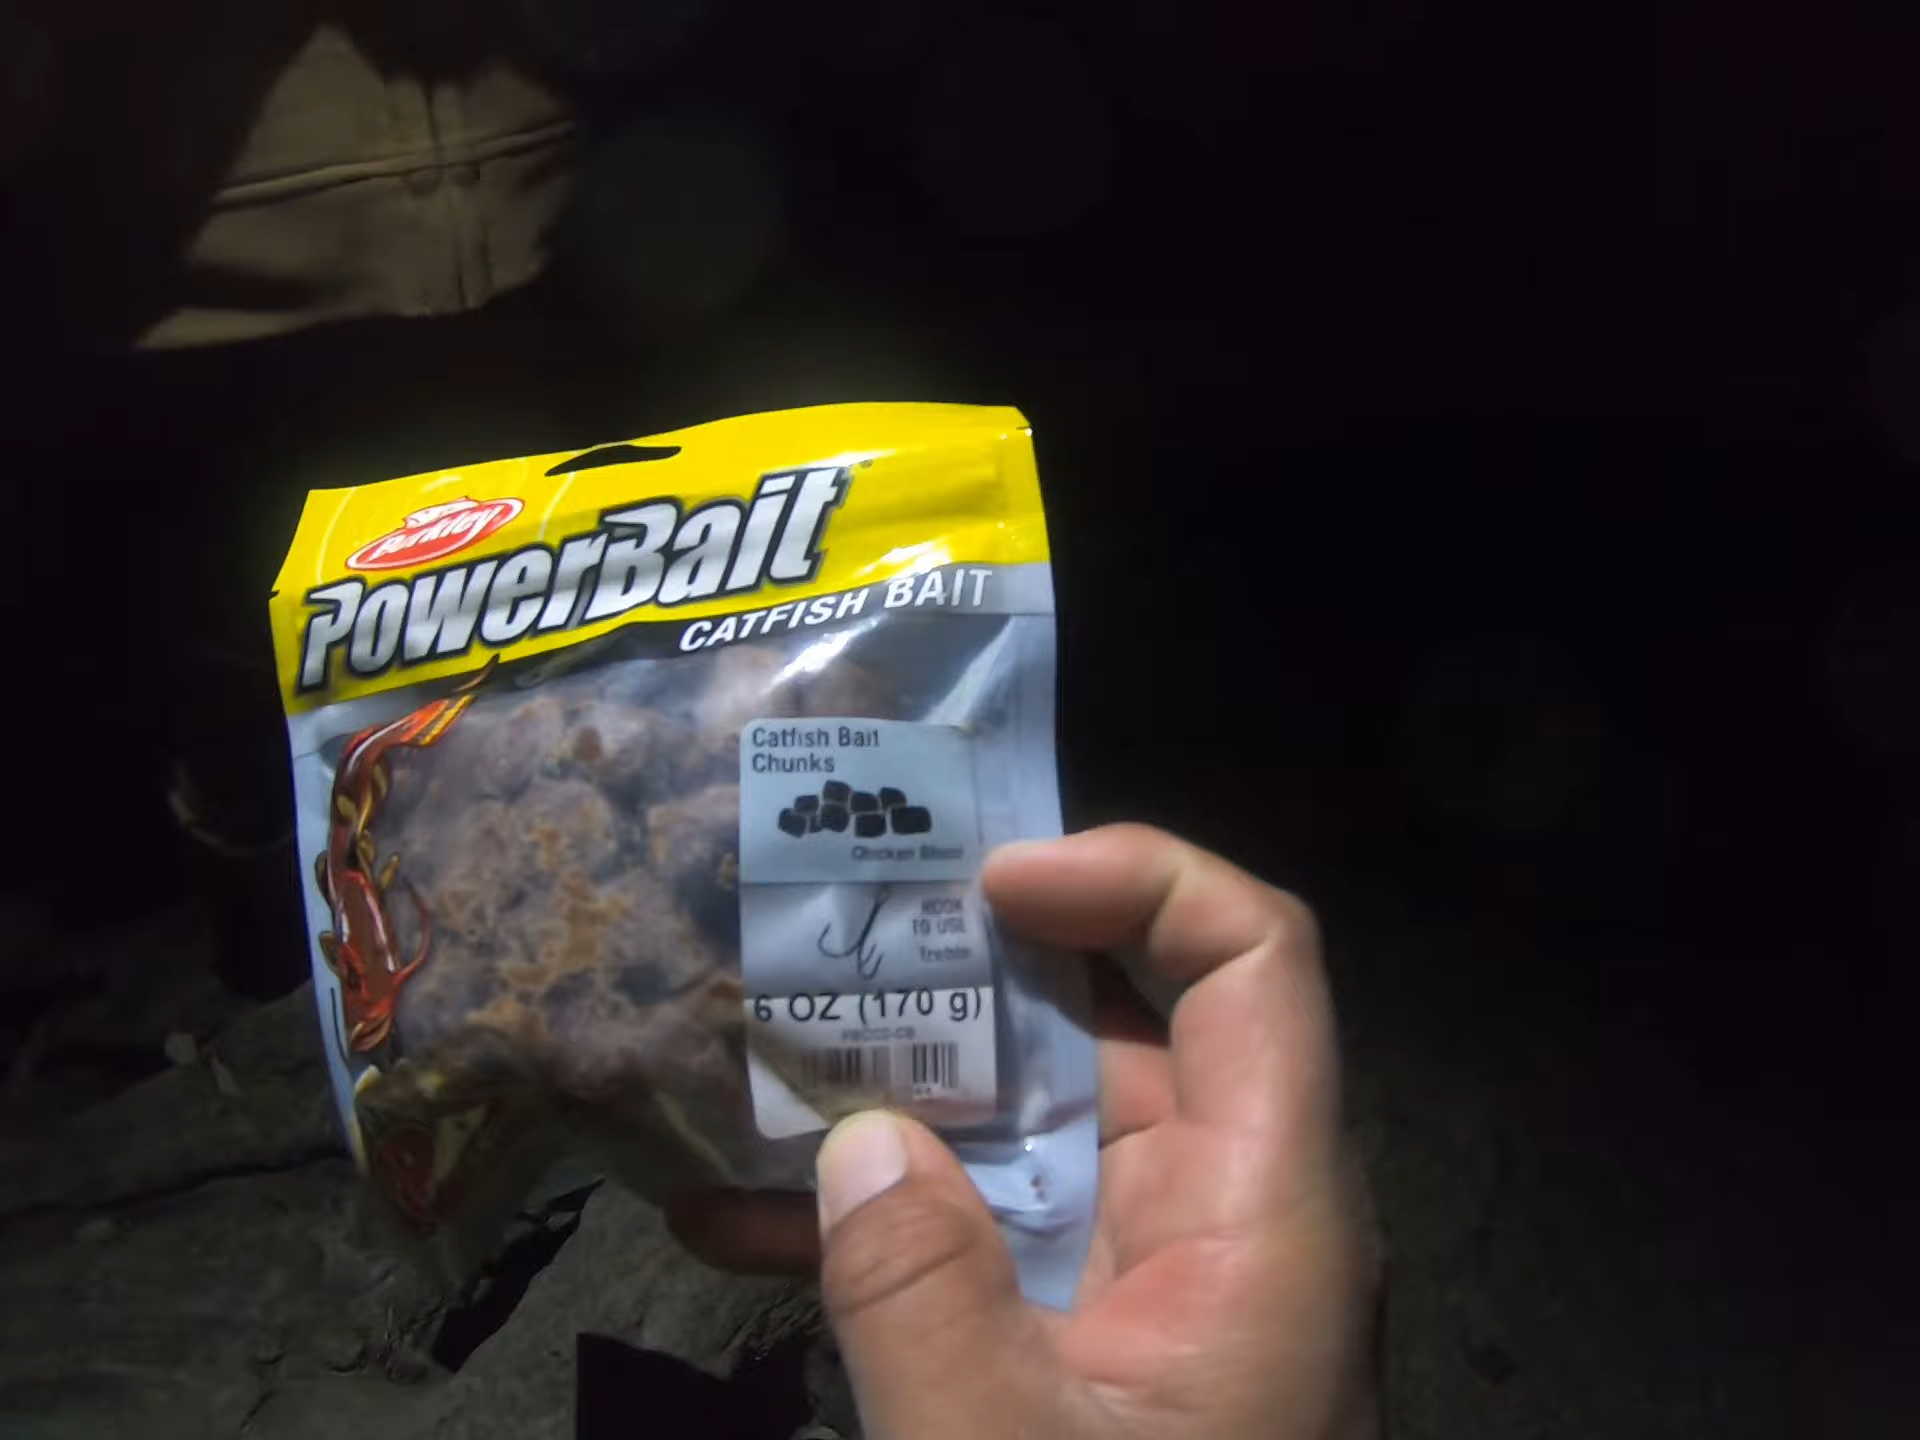 Berkley
PowerBait
CATFISH BAIT
Catfish Bait
Chunks
Chicken Blood
HOOK
TO USE
Treble
6 OZ (170 g)